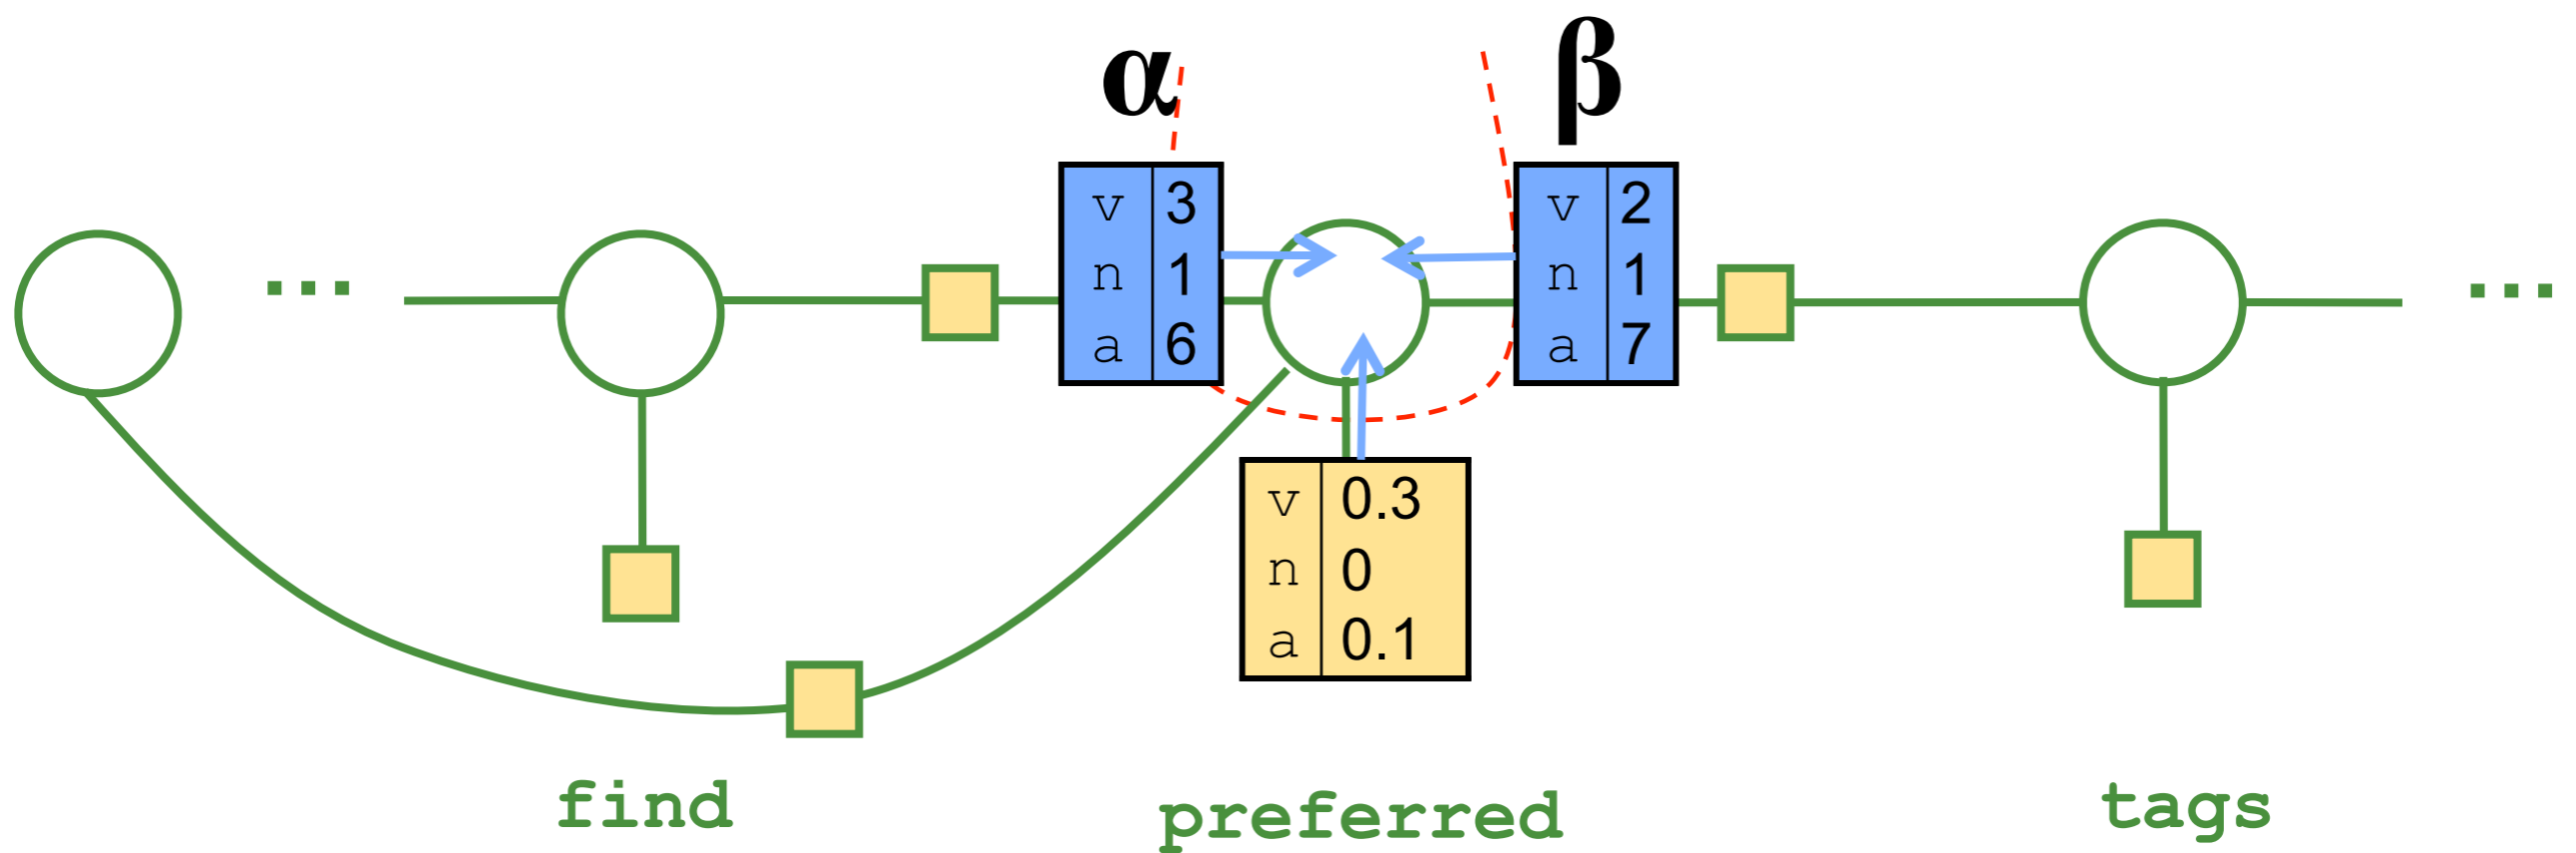 α β
v 3
n 1
a 6
v 2
n 1
a 7
...
...
v 0.3
n 0
a 0.1
find preferred tags